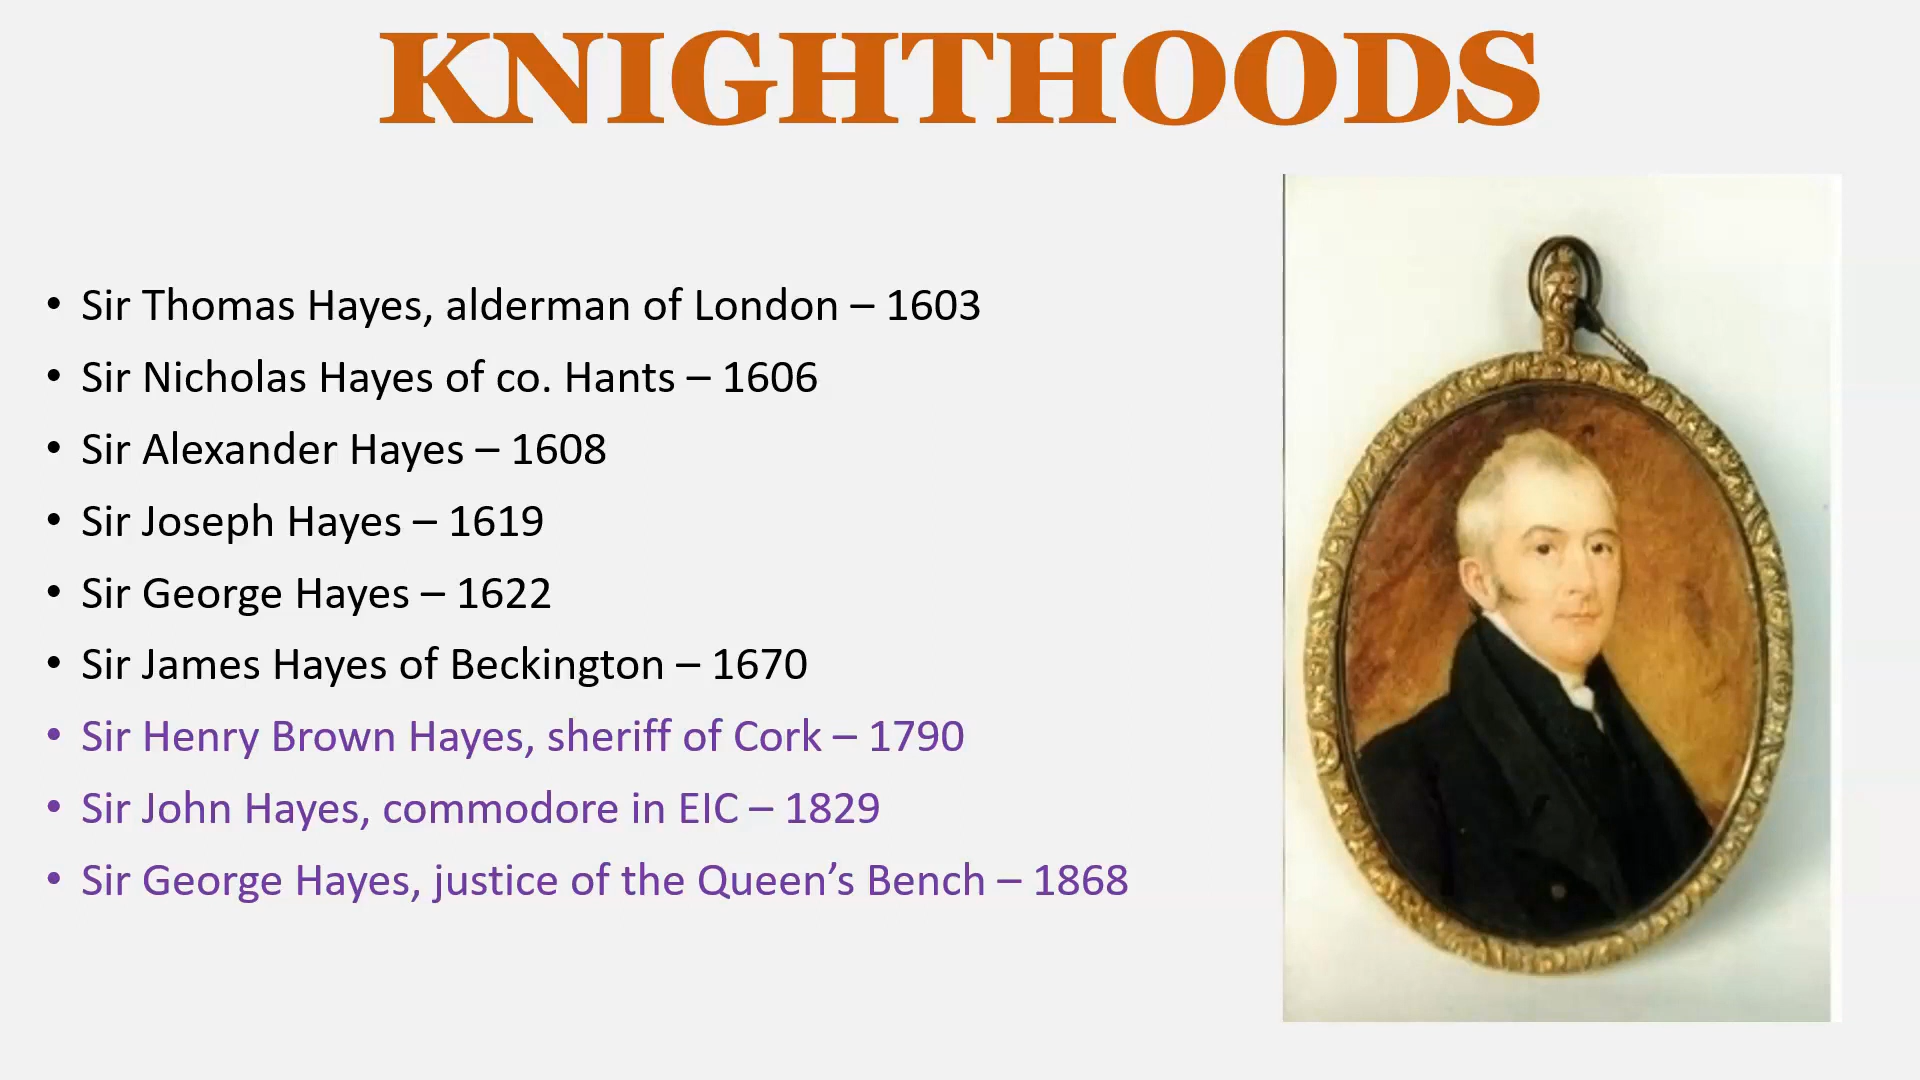 KNIGHTHOODS
• Sir Thomas Hayes, alderman of London – 1603
• Sir Nicholas Hayes of co. Hants – 1606
• Sir Alexander Hayes – 1608
• Sir Joseph Hayes – 1619
• Sir George Hayes – 1622
• Sir James Hayes of Beckington – 1670
• Sir Henry Brown Hayes, sheriff of Cork – 1790
• Sir John Hayes, commodore in EIC – 1829
• Sir George Hayes, justice of the Queen’s Bench – 1868